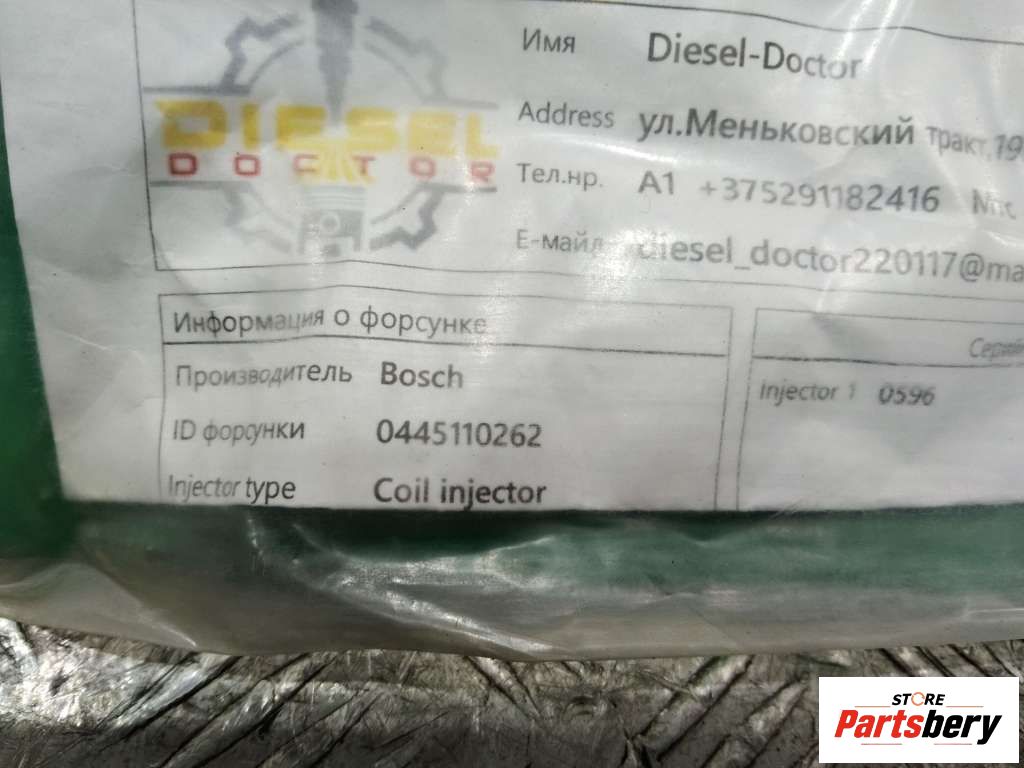 DIESEL
DOCTOR
Имя Diesel-Doctor
Address ул.Меньковский тракт,19
Тел.нр. A1 +375291182416
Е-майл diesel_doctor220117@ma
Информация о форсунке
Производитель Bosch
ID форсунки 0445110262
Injector type Coil injector
Серий
Injector 1 0596
STORE
Partsbery